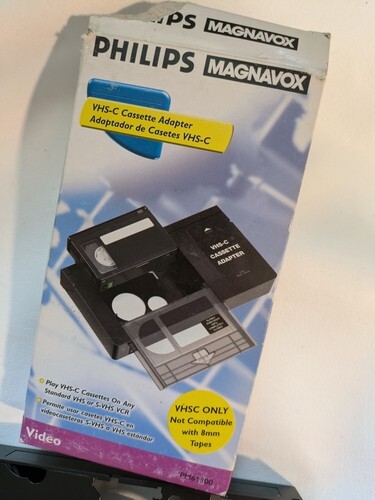 PS MAGNAVOX
PHILIPS MAGNAVOX
VHS-C Cassette Adapter
Adaptador de Casetes VHS-C
VHS-C
CASSETTE
ADAPTER
Play VHS-C Cassettes On Any
Standard VHS or S-VHS VCR
Permite usar casetes VHS-C en
videocaseteras S-VHS o VHS estándar
VHSC ONLY
Not Compatible
with 8mm
Tapes
Video
PM61100